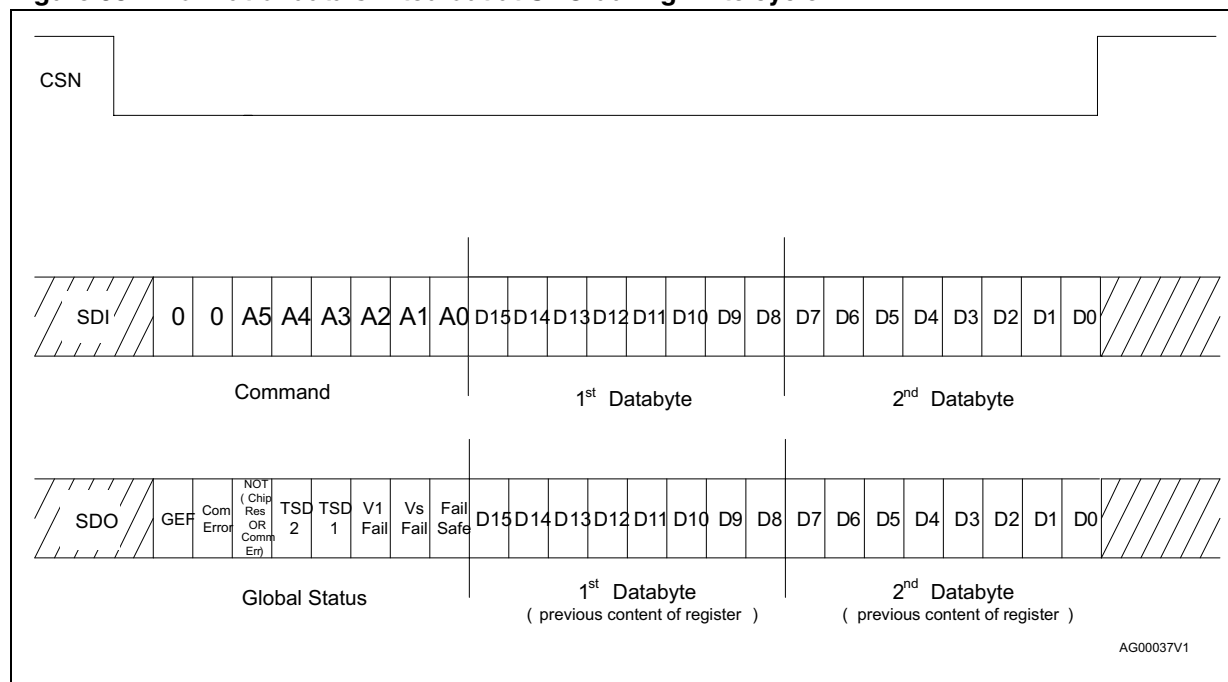 CSN
SDI 0 0 A5 A4 A3 A2 A1 A0 D15 D14 D13 D12 D11 D10 D9 D8 D7 D6 D5 D4 D3 D2 D1 D0
Command 1st Databyte 2nd Databyte
SDO GEF Com Error NOT ( Chip Res OR Comm Err) TSD 2 TSD 1 V1 Fail Vs Fail Fail Safe D15 D14 D13 D12 D11 D10 D9 D8 D7 D6 D5 D4 D3 D2 D1 D0
Global Status 1st Databyte 2nd Databyte
( previous content of register ) ( previous content of register )
AG00037V1